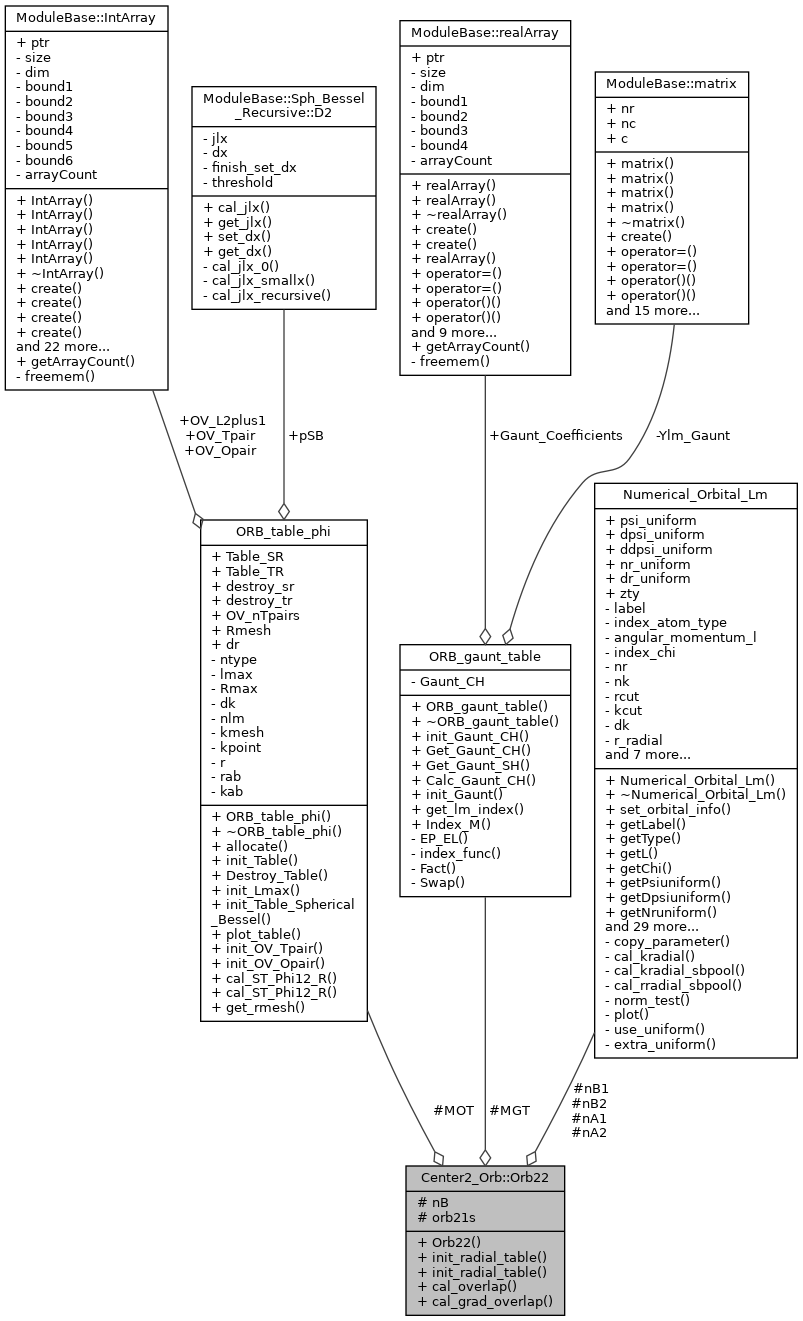 ModuleBase::IntArray
+ ptr
- size
- dim
- bound1
- bound2
- bound3
- bound4
- bound5
- bound6
- arrayCount
+ IntArray()
+ IntArray()
+ IntArray()
+ IntArray()
+ IntArray()
+ ~IntArray()
+ create()
+ create()
+ create()
+ create()
and 22 more...
+ getArrayCount()
- freemem()
ModuleBase::Sph_Bessel
_Recursive::D2
- jlx
- dx
- finish_set_dx
- threshold
+ cal_jlx()
+ get_jlx()
+ set_dx()
+ get_dx()
- cal_jlx_0()
- cal_jlx_smallx()
- cal_jlx_recursive()
ModuleBase::realArray
+ ptr
- size
- dim
- bound1
- bound2
- bound3
- bound4
- arrayCount
+ realArray()
+ realArray()
+ ~realArray()
+ create()
+ create()
+ realArray()
+ operator=()
+ operator=()
+ operator()()
+ operator()()
and 9 more...
+ getArrayCount()
- freemem()
ModuleBase::matrix
+ nr
+ nc
+ c
+ matrix()
+ matrix()
+ matrix()
+ matrix()
+ ~matrix()
+ create()
+ operator=()
+ operator=()
+ operator()()
+ operator()()
and 15 more...
+OV_L2plus1
+OV_Tpair
+OV_Opair
+pSB
+Gaunt_Coefficients
-Ylm_Gaunt
ORB_table_phi
+ Table_SR
+ Table_TR
+ destroy_sr
+ destroy_tr
+ OV_nTpairs
+ Rmesh
+ dr
- ntype
- lmax
- Rmax
- dk
- nlm
- kmesh
- kpoint
- r
- rab
- kab
+ ORB_table_phi()
+ ~ORB_table_phi()
+ allocate()
+ init_Table()
+ Destroy_Table()
+ init_Lmax()
+ init_Table_Spherical
_Bessel()
+ plot_table()
+ init_OV_Tpair()
+ init_OV_Opair()
+ cal_ST_Phi12_R()
+ cal_ST_Phi12_R()
+ get_rmesh()
ORB_gaunt_table
- Gaunt_CH
+ ORB_gaunt_table()
+ ~ORB_gaunt_table()
+ init_Gaunt_CH()
+ Get_Gaunt_CH()
+ Get_Gaunt_SH()
+ Calc_Gaunt_CH()
+ init_Gaunt()
+ get_lm_index()
+ Index_M()
- EP_EL()
- index_func()
- Fact()
- Swap()
Numerical_Orbital_Lm
+ psi_uniform
+ dpsi_uniform
+ ddpsi_uniform
+ nr_uniform
+ dr_uniform
+ zty
- label
- index_atom_type
- angular_momentum_l
- index_chi
- nr
- nk
- rcut
- kcut
- dk
- r_radial
and 7 more...
+ Numerical_Orbital_Lm()
+ ~Numerical_Orbital_Lm()
+ set_orbital_info()
+ getLabel()
+ getType()
+ getL()
+ getChi()
+ getPsiuniform()
+ getDpsiuniform()
+ getNruniform()
and 29 more...
- copy_parameter()
- cal_kradial()
- cal_kradial_sbpool()
- cal_rradial_sbpool()
- norm_test()
- plot()
- use_uniform()
- extra_uniform()
#MOT
#MGT
#nB1
#nB2
#nA1
#nA2
Center2_Orb::Orb22
# nB
# orb21s
+ Orb22()
+ init_radial_table()
+ init_radial_table()
+ cal_overlap()
+ cal_grad_overlap()